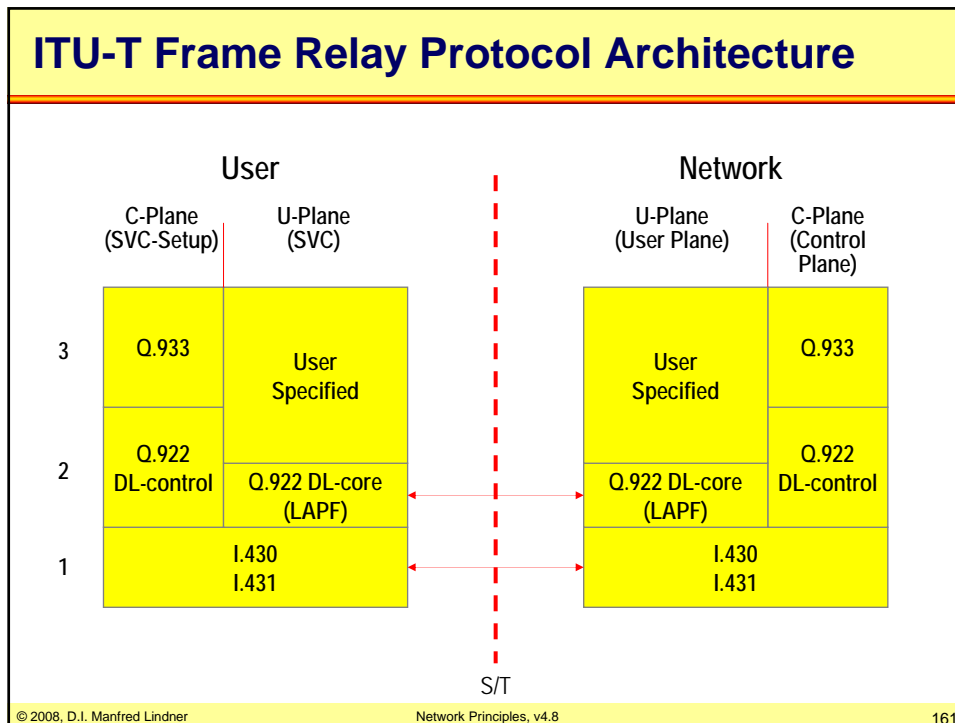 ITU-T Frame Relay Protocol Architecture
User
Network
C-Plane
(SVC-Setup)
U-Plane
(SVC)
U-Plane
(User Plane)
C-Plane
(Control
Plane)
3
Q.933
User
Specified
User
Specified
Q.933
2
Q.922
DL-control
Q.922 DL-core
(LAPF)
Q.922 DL-core
(LAPF)
Q.922
DL-control
1
I.430
I.431
I.430
I.431
S/T
© 2008, D.I. Manfred Lindner
Network Principles, v4.8
161